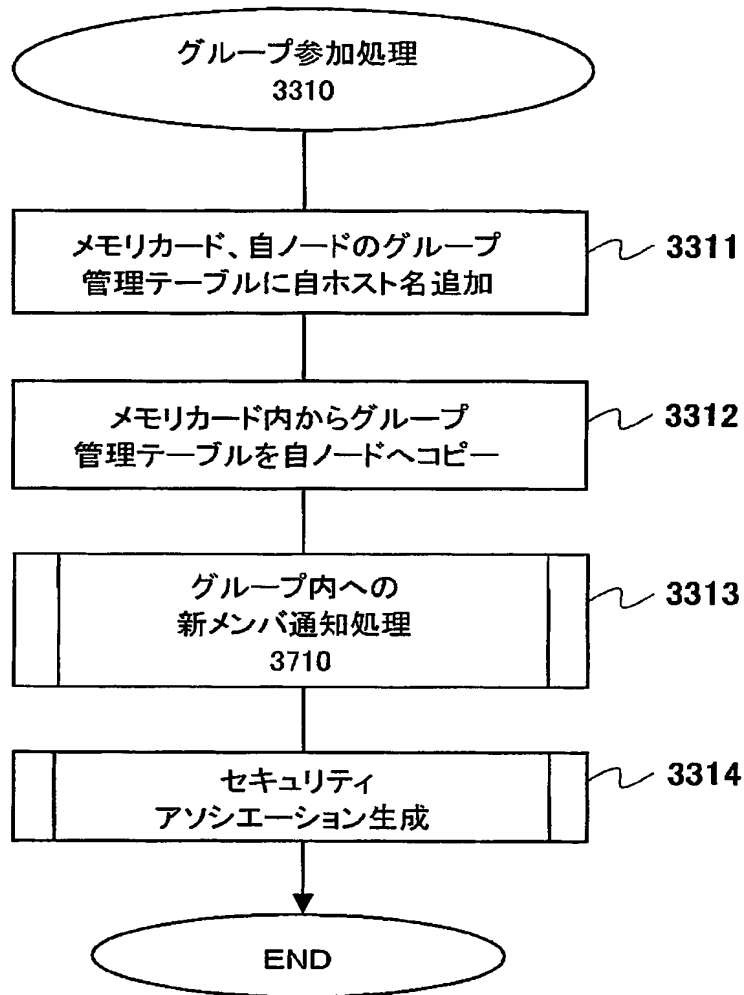 グループ参加処理
3310
メモリカード、自ノードのグループ
管理テーブルに自ホスト名追加
3311
メモリカード内からグループ
管理テーブルを自ノードへコピー
3312
グループ内への
新メンバ通知処理
3710
3313
セキュリティ
アソシエーション生成
3314
END